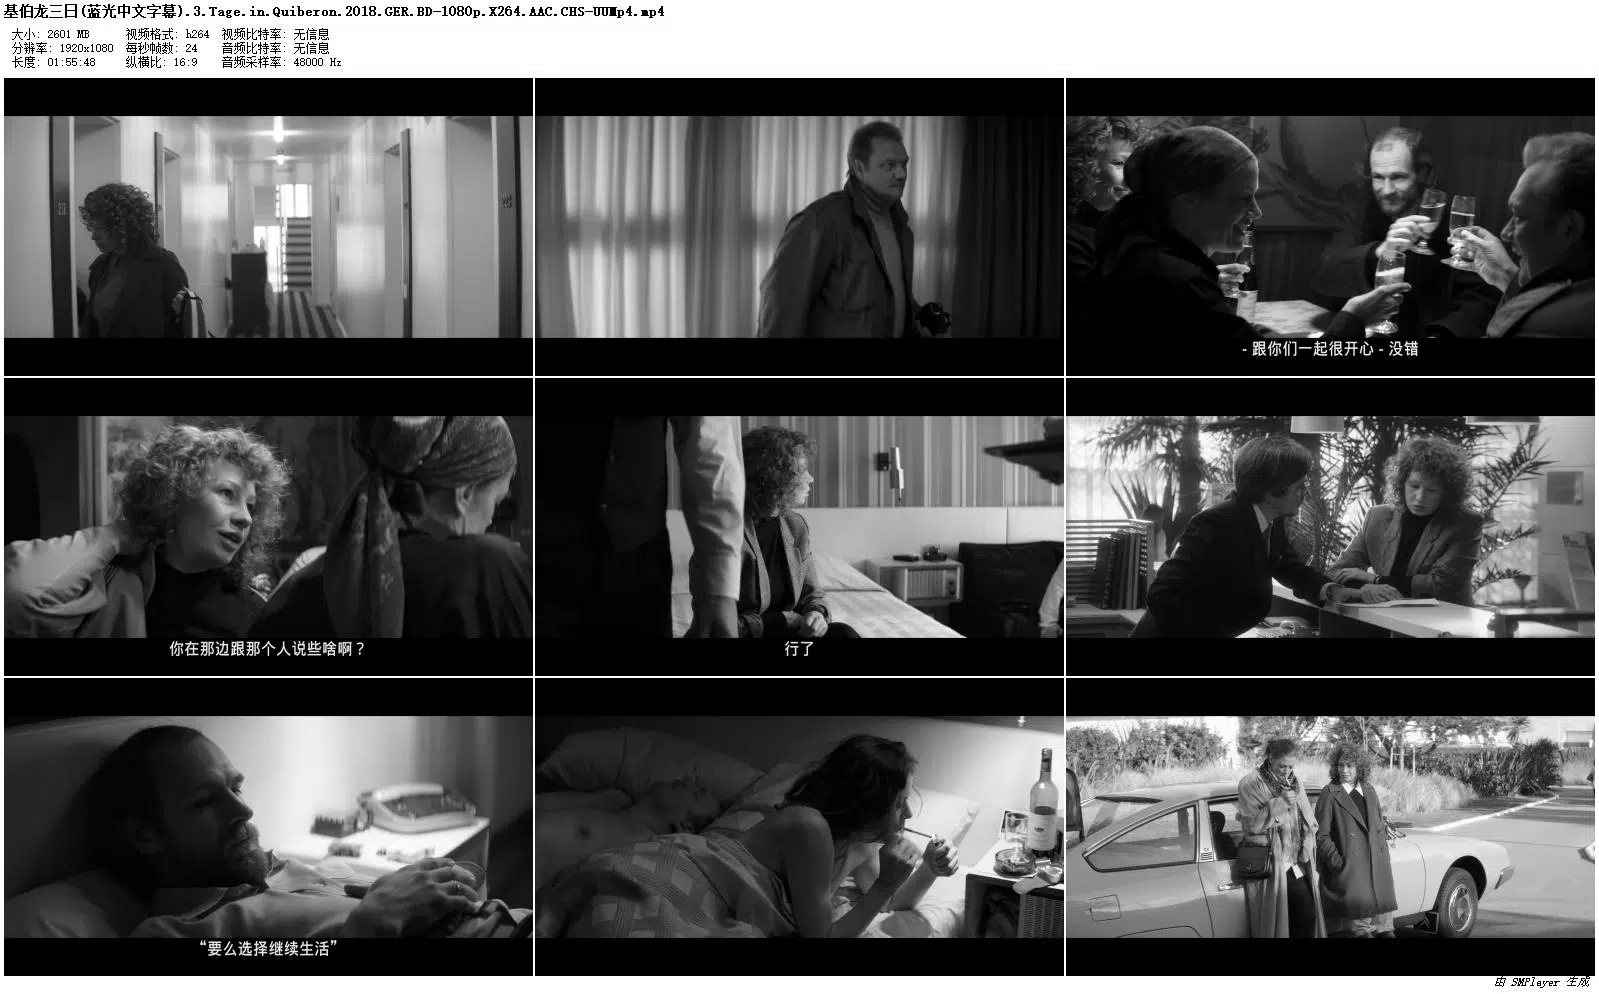 基伯龙三日(蓝光中文字幕).3.Tage.in.Quiberon.2018.GER.BD-1080p.X264.AAC.CHS-UUMp4.mp4
大小: 2601 MB 视频格式: h264 视频比特率: 无信息
分辨率: 1920x1080 每秒帧数: 24 音频比特率: 无信息
长度: 01:55:48 纵横比: 16:9 音频采样率: 48000 Hz
- 跟你们一起很开心 - 没错
你在那边跟那个人说些啥啊？
行了
“要么选择继续生活”
由 SMPlayer 生成